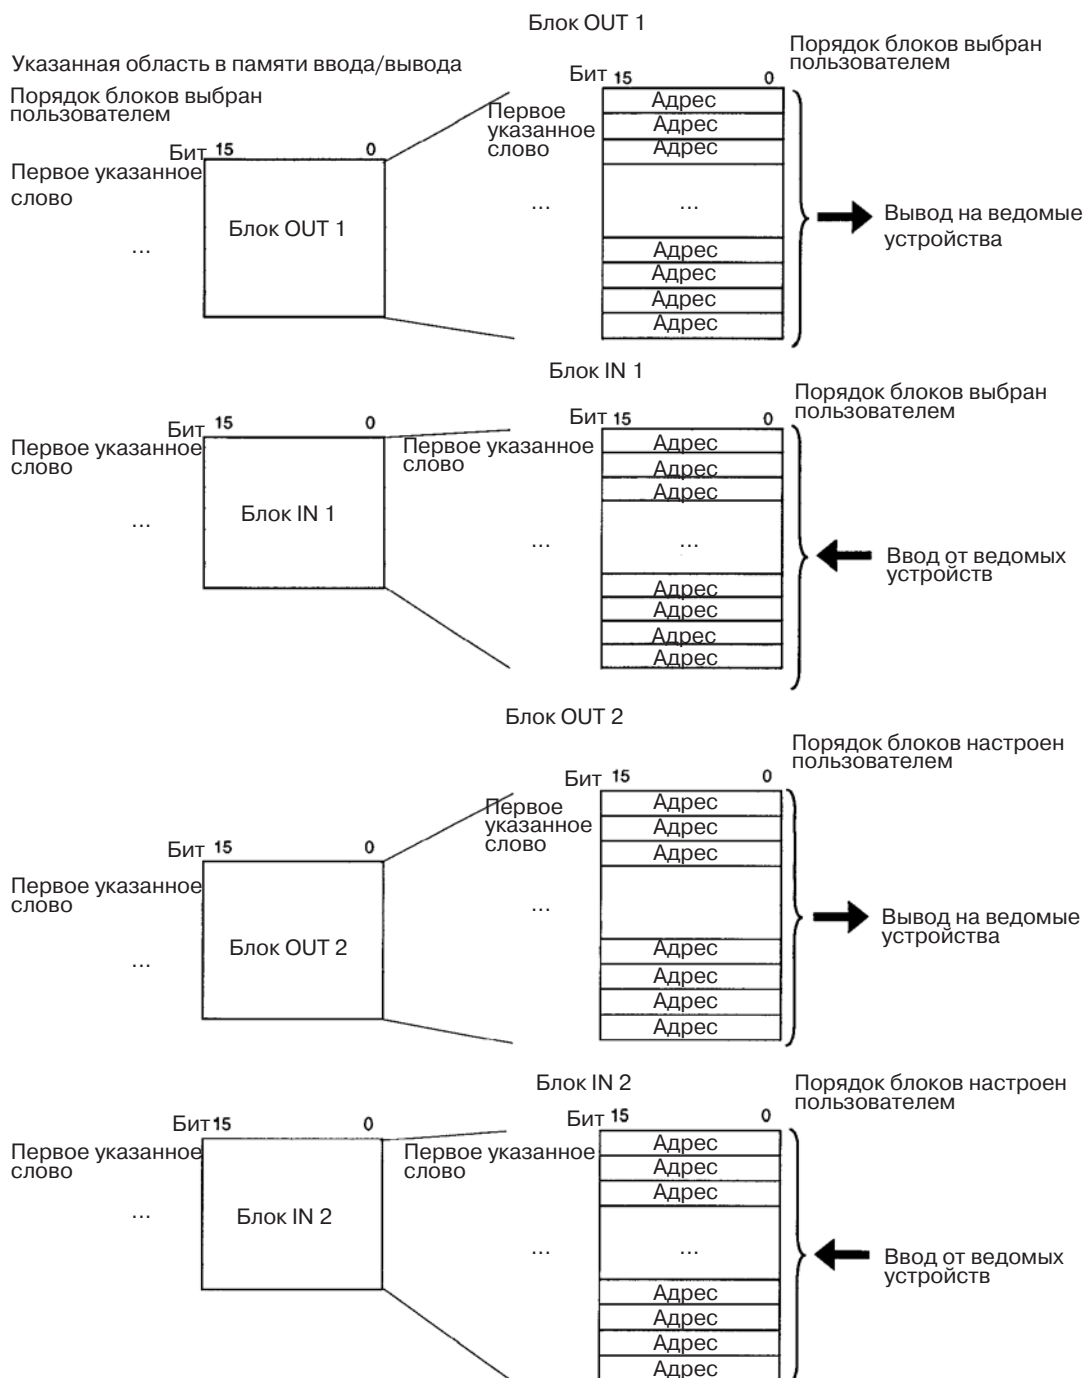 Блок OUT 1
Указанная область в памяти ввода/вывода
Порядок блоков выбран
пользователем
Порядок блоков выбран
пользователем
Бит 15 0
Первое указанное
слово
Блок OUT 1
...
Бит 15 0
Первое
указанное
слово
Адрес
Адрес
Адрес
... ...
Адрес
Адрес
Адрес
Адрес
Вывод на ведомые
устройства
Блок IN 1
Порядок блоков выбран
пользователем
Бит 15 0
Первое указанное
слово
Блок IN 1
...
Бит 15 0
Первое указанное
слово
Адрес
Адрес
Адрес
... ...
Адрес
Адрес
Адрес
Адрес
Ввод от ведомых
устройств
Блок OUT 2
Порядок блоков настроен
пользователем
Бит 15 0
Первое указанное
слово
Блок OUT 2
...
Бит 15 0
Первое
указанное
слово
Адрес
Адрес
Адрес
...
Адрес
Адрес
Адрес
Адрес
Вывод на ведомые
устройства
Блок IN 2
Порядок блоков настроен
пользователем
Бит 15 0
Первое указанное
слово
Блок IN 2
...
Бит 15 0
Первое указанное
слово
Адрес
Адрес
Адрес
... ...
Адрес
Адрес
Адрес
Адрес
Ввод от ведомых
устройств